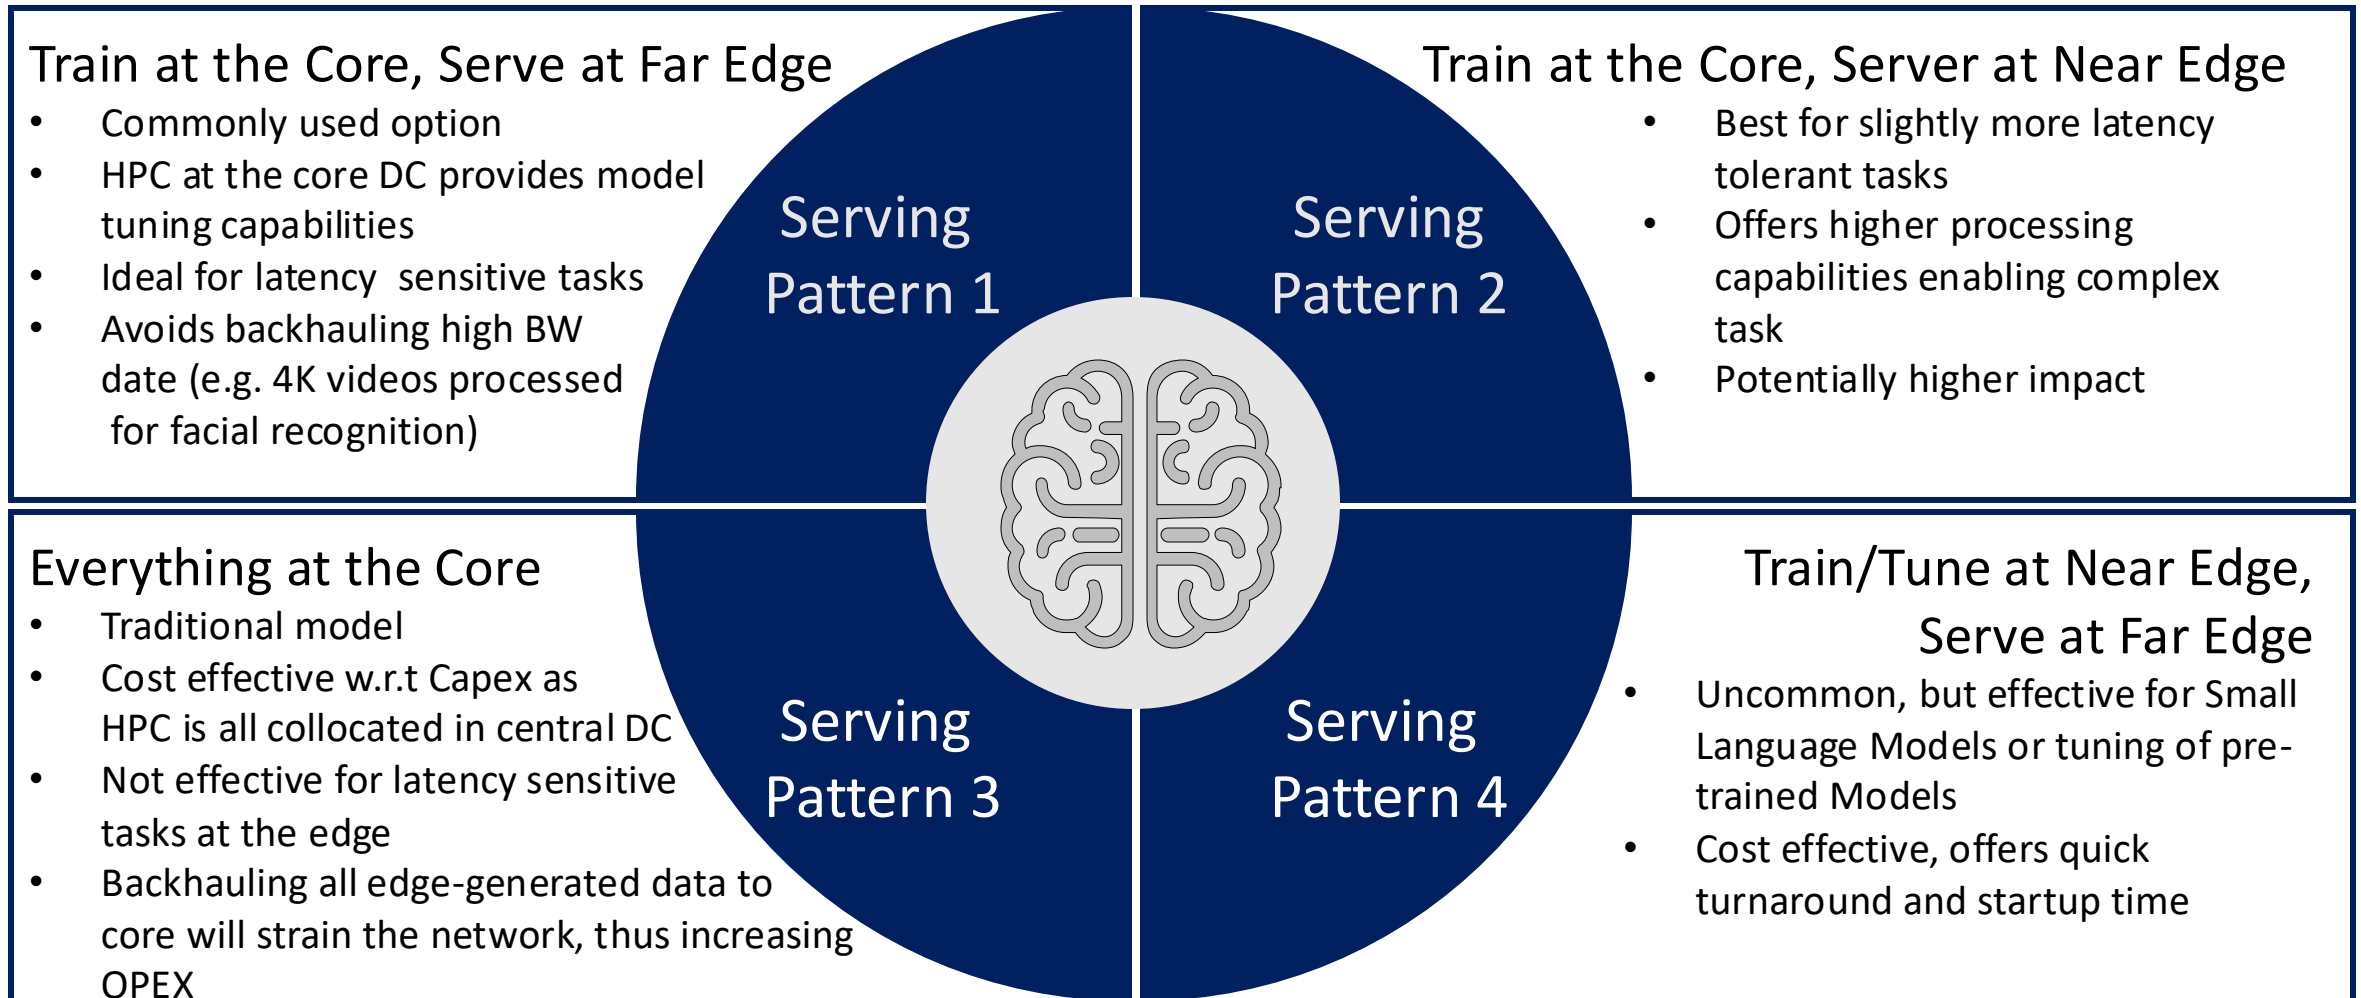 Train at the Core, Serve at Far Edge
• Commonly used option
• HPC at the core DC provides model
tuning capabilities
• Ideal for latency  sensitive tasks
• Avoids backhauling high BW
date (e.g. 4K videos processed
for facial recognition)
Serving
Pattern 1
Train at the Core, Server at Near Edge
• Best for slightly more latency
tolerant tasks
• Offers higher processing
capabilities enabling complex
task
• Potentially higher impact
Serving
Pattern 2
Everything at the Core
• Traditional model
• Cost effective w.r.t Capex as
HPC is all collocated in central DC
• Not effective for latency sensitive
tasks at the edge
• Backhauling all edge-generated data to
core will strain the network, thus increasing
OPEX
Serving
Pattern 3
Train/Tune at Near Edge,
Serve at Far Edge
• Uncommon, but effective for Small
Language Models or tuning of pre-
trained Models
• Cost effective, offers quick
turnaround and startup time
Serving
Pattern 4